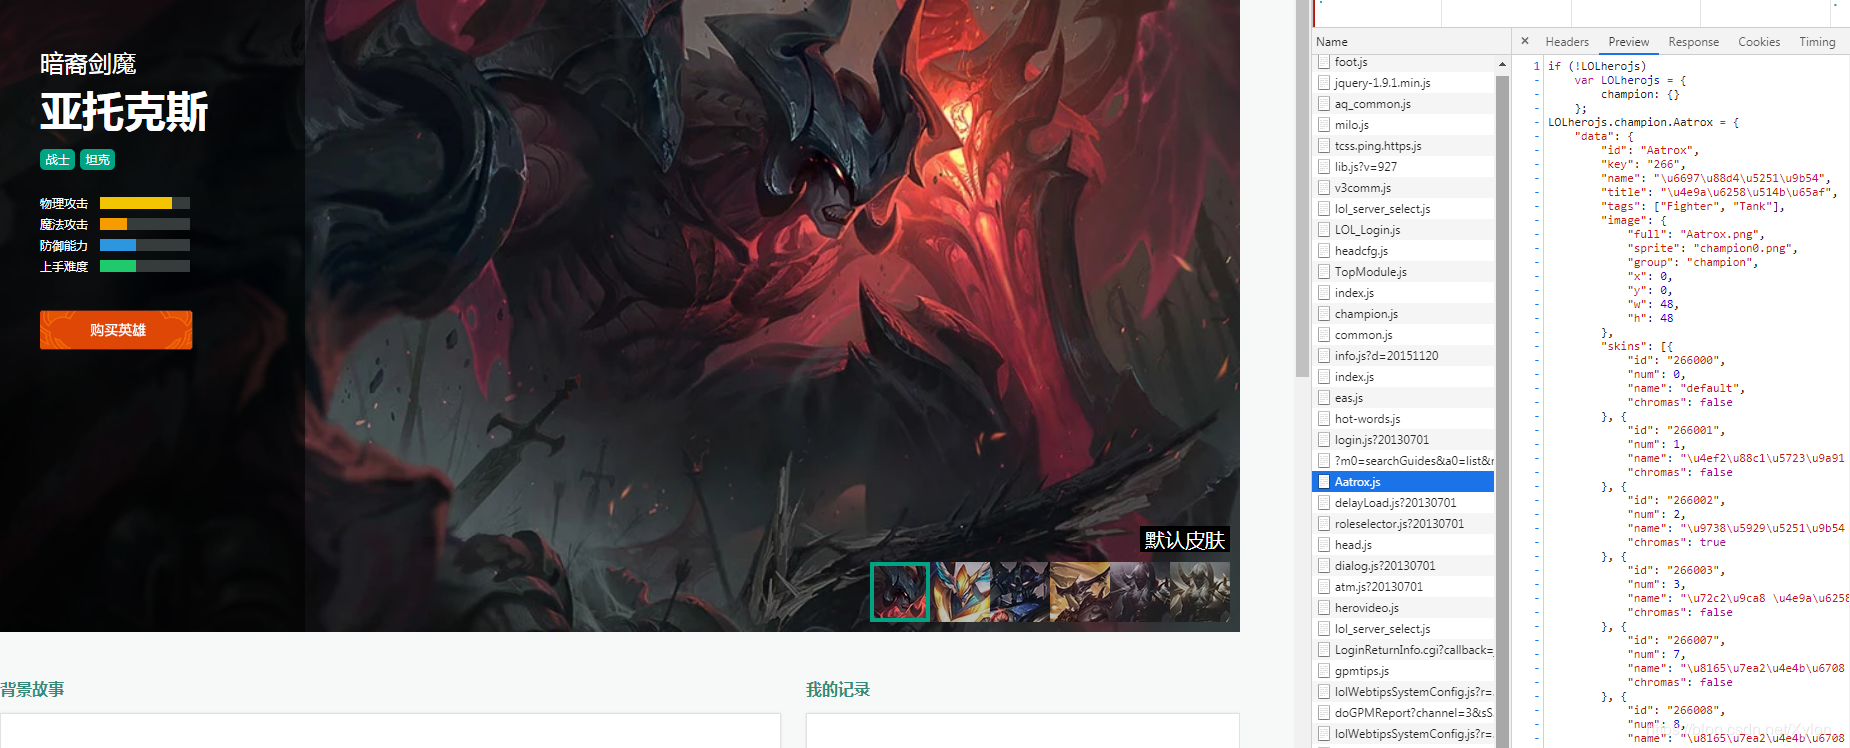 暗裔剑魔
亚托克斯
战士 坦克
物理攻击
魔法攻击
防御能力
上手难度
购买英雄
默认皮肤
背景故事
我的记录
Name
foot.js
jquery-1.9.1.min.js
aq_common.js
milo.js
tcss.ping.https.js
lib.js?v=927
v3comm.js
lol_server_select.js
LOL_Login.js
headcfg.js
TopModule.js
index.js
champion.js
common.js
info.js?d=20151120
index.js
eas.js
hot-words.js
login.js?20130701
?m0=searchGuides&a0=list&r
Aatrox.js
delayLoad.js?20130701
roleselector.js?20130701
head.js
dialog.js?20130701
atm.js?20130701
herovideo.js
lol_server_select.js
LoginReturnInfo.cgi?callback=
gpmtips.js
lolWebtipsSystemConfig.js?r=.
doGPMReport?channel=3&sS
lolWebtipsSystemConfig.js?r=.
× Headers Preview Response Cookies Timing
1 if (!LOLherojs)
- var LOLherojs = {
- champion: {}
- };
- LOLherojs.champion.Aatrox = {
- "data": {
- "id": "Aatrox",
- "key": "266",
- "name": "\u6697\u88d4\u5251\u9b54",
- "title": "\u4e9a\u6258\u514b\u65af",
- "tags": ["Fighter", "Tank"],
- "image": {
- "full": "Aatrox.png",
- "sprite": "champion0.png",
- "group": "champion",
- "x": 0,
- "y": 0,
- "w": 48,
- "h": 48
- },
- "skins": [{
- "id": "266000",
- "num": 0,
- "name": "default",
- "chromas": false
- }, {
- "id": "266001",
- "num": 1,
- "name": "\u4ef2\u88c1\u5723\u9a91
- "chromas": false
- }, {
- "id": "266002",
- "num": 2,
- "name": "\u9738\u5929\u5251\u9b54
- "chromas": true
- }, {
- "id": "266003",
- "num": 3,
- "name": "\u72c2\u9ca8 \u4e9a\u6258
- "chromas": false
- }, {
- "id": "266007",
- "num": 7,
- "name": "\u8165\u7ea2\u4e4b\u6708
- "chromas": false
- }, {
- "id": "266008",
- "num": 8,
- "name": "\u8165\u7ea2\u4e4b\u6708